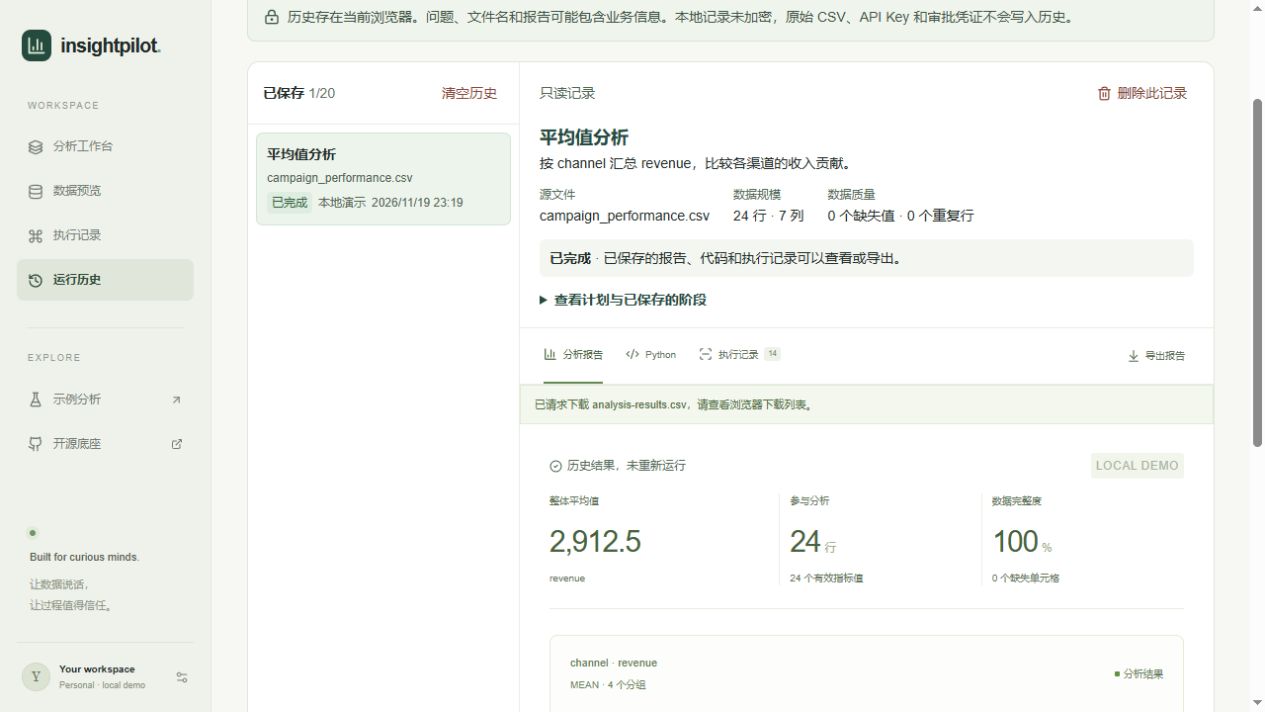 历史存在当前浏览器。问题、文件名和报告可能包含业务信息。本地记录未加密，原始 CSV、API Key 和审批凭证不会写入历史。
insightpilot.
WORKSPACE
分析工作台
数据预览
执行记录
运行历史
EXPLORE
示例分析
开源底座
Built for curious minds.
让数据说话，
让过程值得信任。
Y
Your workspace
Personal · local demo
已保存 1/20
清空历史
平均值分析
campaign_performance.csv
已完成 本地演示 2026/11/19 23:19
只读记录
删除此记录
平均值分析
按 channel 汇总 revenue，比较各渠道的收入贡献。
源文件 数据规模 数据质量
campaign_performance.csv 24 行 · 7 列 0 个缺失值 · 0 个重复行
已完成 · 已保存的报告、代码和执行记录可以查看或导出。
查看计划与已保存的阶段
分析报告 Python 执行记录 14
导出报告
已请求下载 analysis-results.csv，请查看浏览器下载列表。
历史结果，未重新运行
LOCAL DEMO
整体平均值 参与分析 数据完整度
2,912.5 24 行 100 %
revenue 24 个有效指标值 0 个缺失单元格
channel · revenue
MEAN · 4 个分组
分析结果